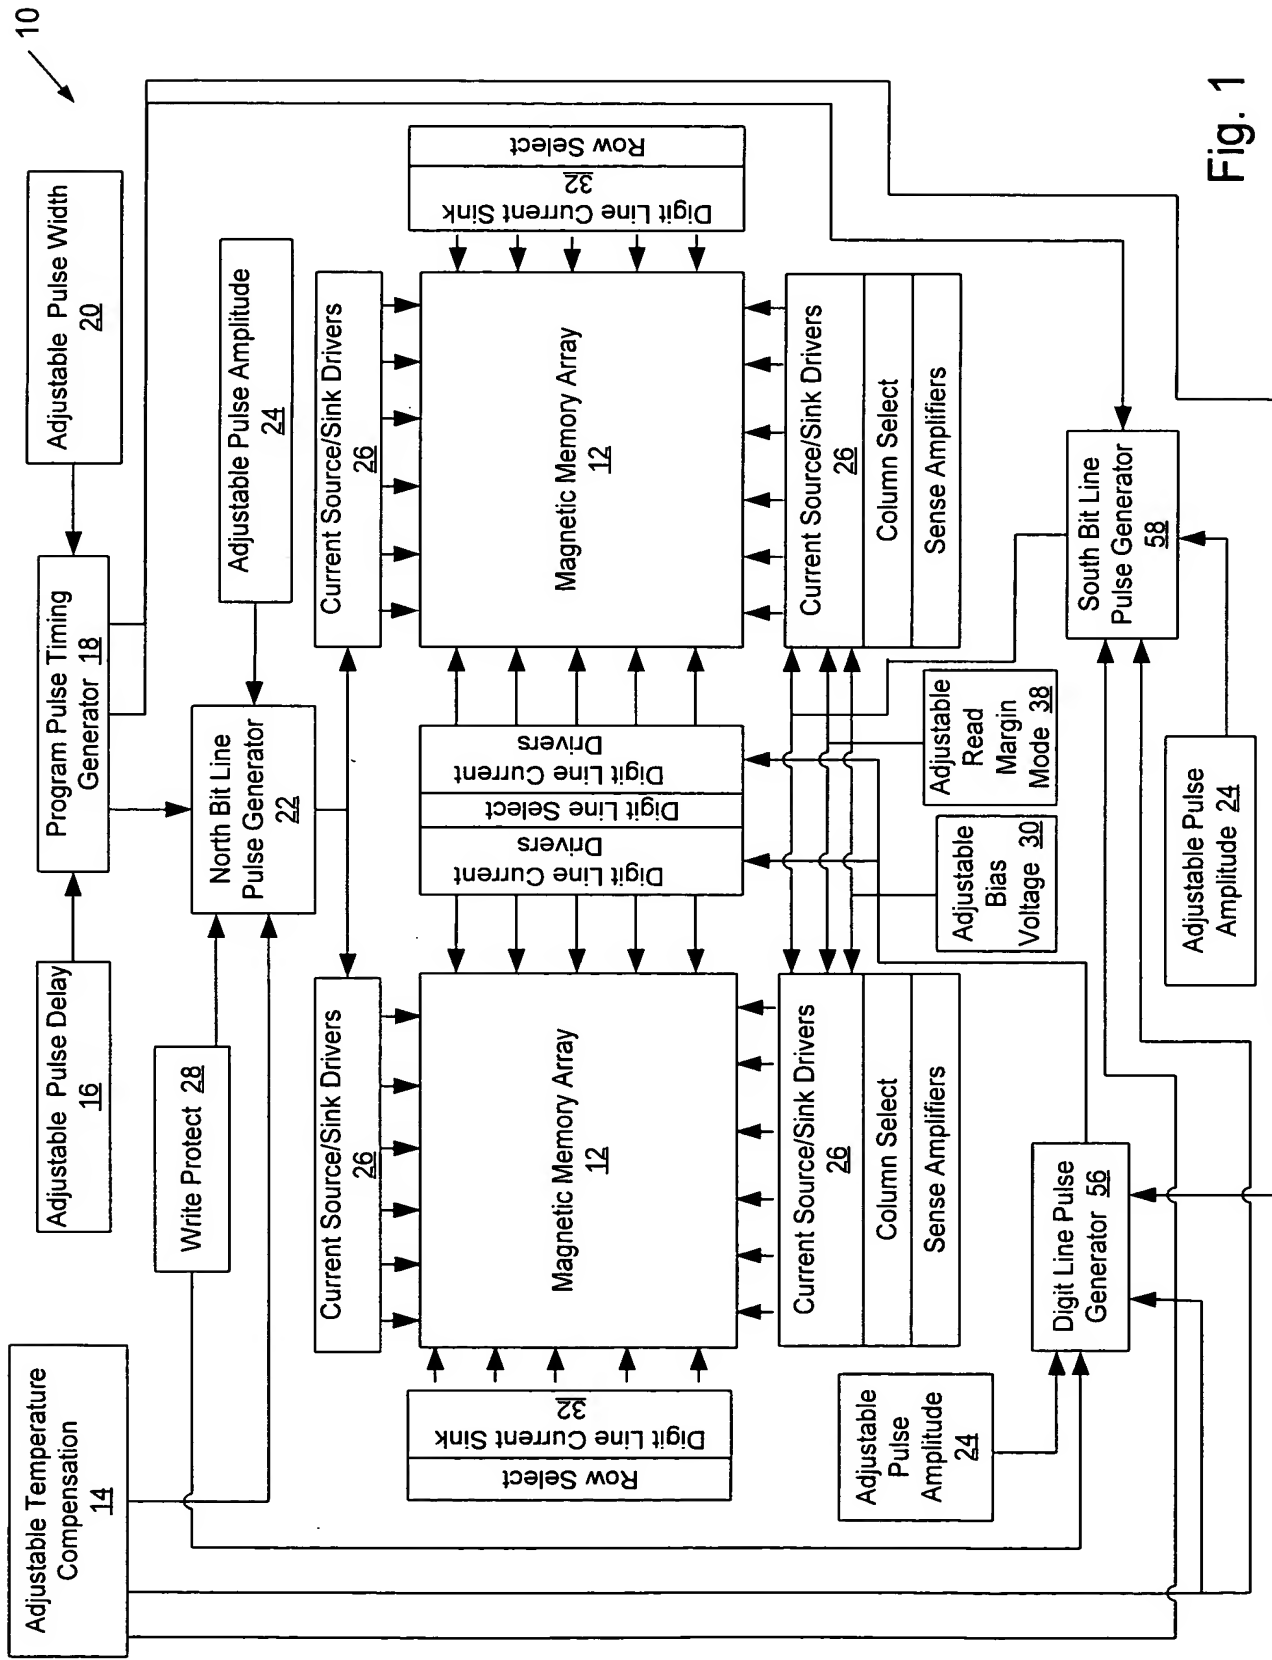 10
Adjustable Temperature
Compensation
14
Adjustable Pulse Delay
16
Program Pulse Timing
Generator 18
Adjustable Pulse Width
20
Write Protect 28
North Bit Line
Pulse Generator
22
Adjustable Pulse Amplitude
24
Current Source/Sink Drivers
26
Current Source/Sink Drivers
26
Row Select
Digit Line Current Sink
32
Magnetic Memory Array
12
Digit Line Current
Drivers
Digit Line Select
Digit Line Current
Drivers
Magnetic Memory Array
12
Digit Line Current Sink
32
Row Select
Current Source/Sink Drivers
26
Column Select
Sense Amplifiers
Current Source/Sink Drivers
26
Column Select
Sense Amplifiers
Adjustable
Pulse
Amplitude
24
Adjustable
Bias
Voltage 30
Adjustable
Read
Margin
Mode 38
Digit Line Pulse
Generator 56
South Bit Line
Pulse Generator
58
Adjustable Pulse
Amplitude 24
Fig. 1